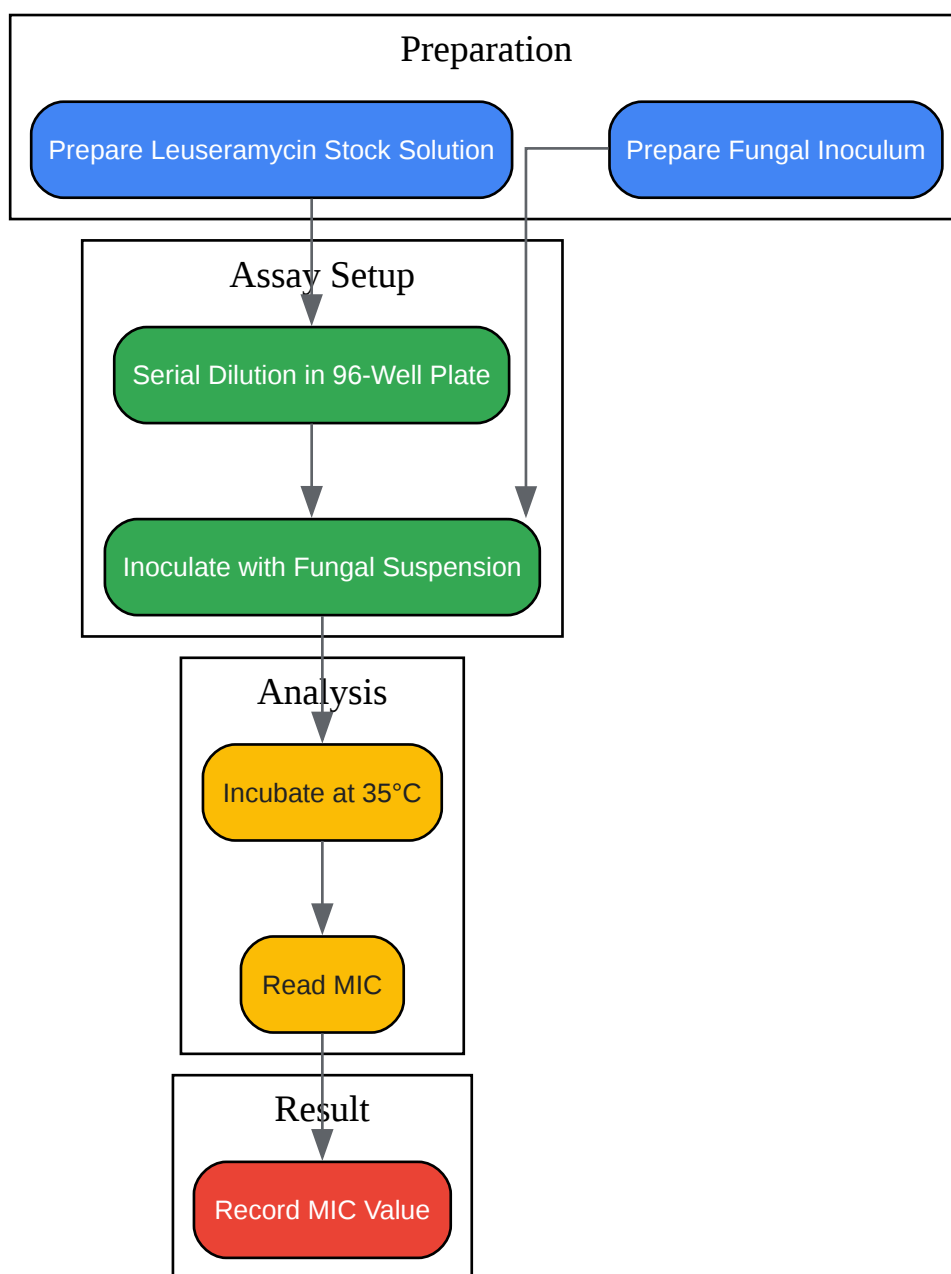 Preparation
Prepare Leuseramycin Stock Solution
Prepare Fungal Inoculum
Assay Setup
Serial Dilution in 96-Well Plate
Inoculate with Fungal Suspension
Analysis
Incubate at 35°C
Read MIC
Result
Record MIC Value